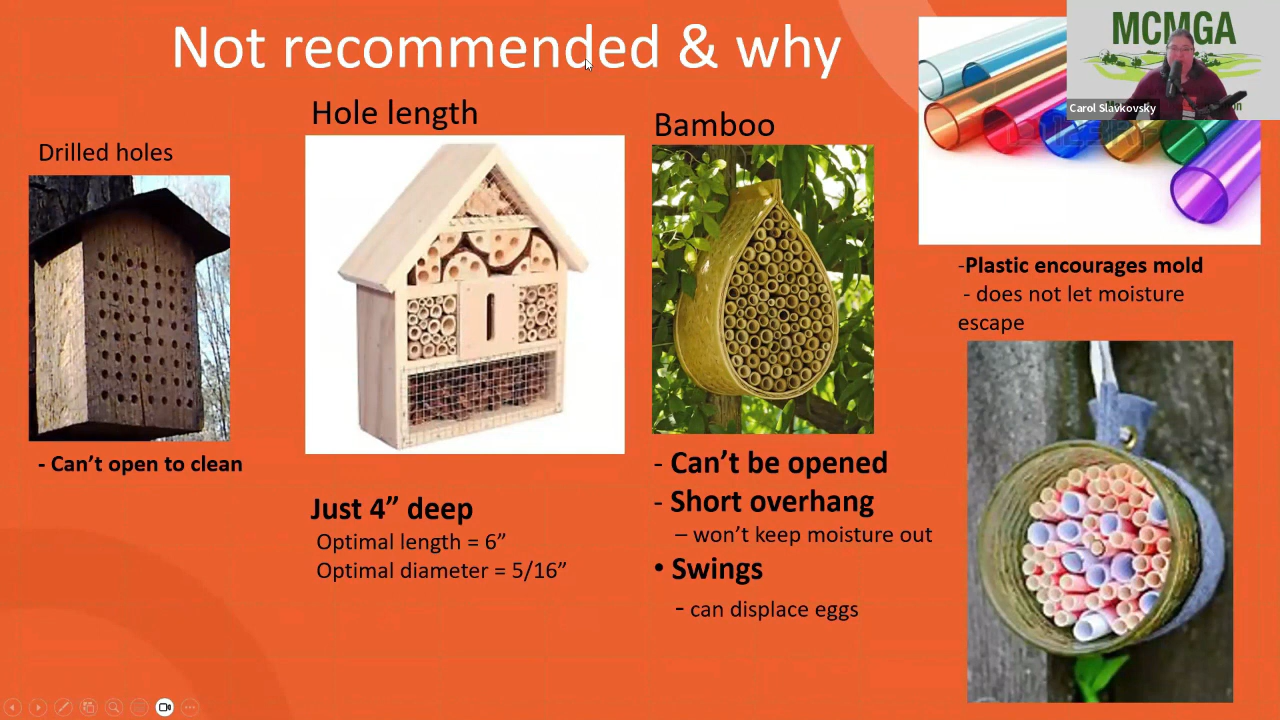 Not recommended & why
MCMGA
Carol Slavkovsky
Drilled holes
- Can't open to clean
Hole length
Just 4” deep
Optimal length = 6”
Optimal diameter = 5/16”
Bamboo
- Can't be opened
- Short overhang
– won't keep moisture out
• Swings
- can displace eggs
-Plastic encourages mold
- does not let moisture
escape